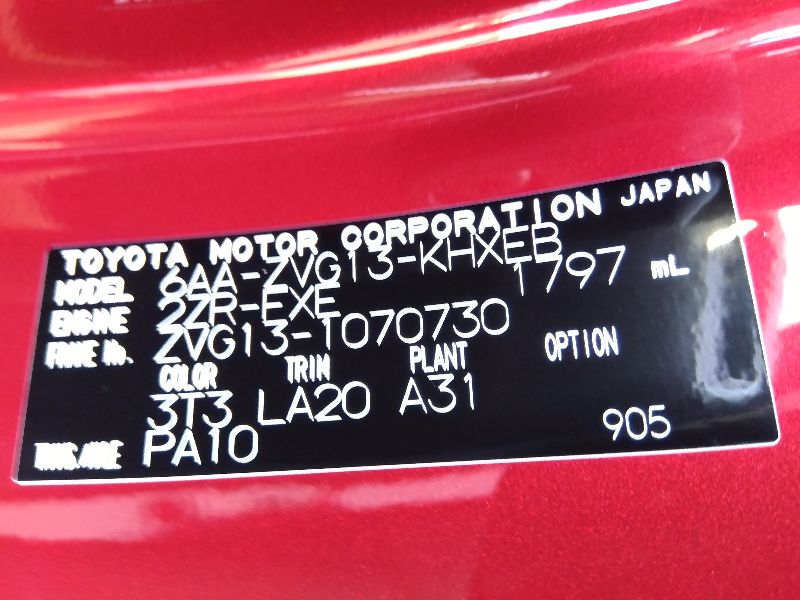 TOYOTA MOTOR CORPORATION JAPAN
MODEL 6AA-ZVG13-KHXEB
ENGINE 2ZR-EXE 1797 mL
FRAME No. ZVG13-1070730
COLOR TRIM PLANT OPTION
3T3 LA20 A31
TRANS./AXLE PA10 905